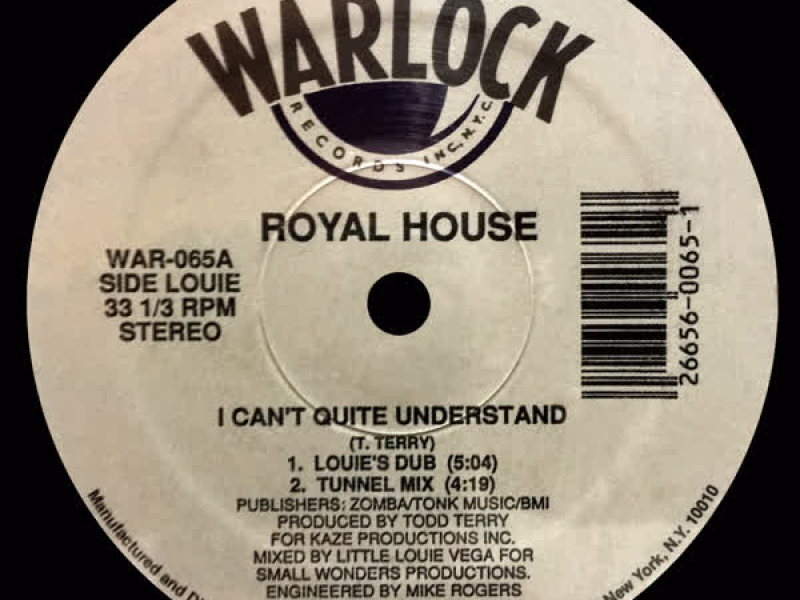 WARLOCK
RECORDS INC. N.Y.C.
ROYAL HOUSE
WAR-065A
SIDE LOUIE
33 1/3 RPM
STEREO
26656-0065-1
I CAN'T QUITE UNDERSTAND
(T. TERRY)
1. LOUIE'S DUB (5:04)
2. TUNNEL MIX (4:19)
PUBLISHERS: ZOMBA/TONK MUSIC/BMI
PRODUCED BY TODD TERRY
FOR KAZE PRODUCTIONS INC.
MIXED BY LITTLE LOUIE VEGA FOR
SMALL WONDERS PRODUCTIONS.
ENGINEERED BY MIKE ROGERS
Manufactured and
New York, N.Y. 10010